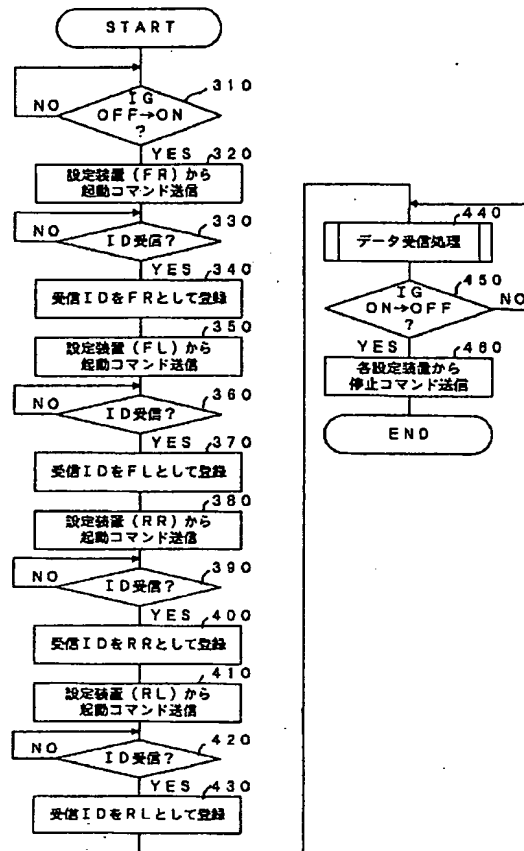 START
310
IG
OFF→ON
?
NO
YES
320
設定装置(FR)から
起動コマンド送信
330
NO
ID受信?
YES
340
受信IDをFRとして登録
350
設定装置(FL)から
起動コマンド送信
360
NO
ID受信?
YES
370
受信IDをFLとして登録
380
設定装置(RR)から
起動コマンド送信
390
NO
ID受信?
YES
400
受信IDをRRとして登録
410
設定装置(RL)から
起動コマンド送信
420
NO
ID受信?
YES
430
受信IDをRLとして登録
440
データ受信処理
450
IG
ON→OFF
?
NO
YES
460
各設定装置から
停止コマンド送信
END